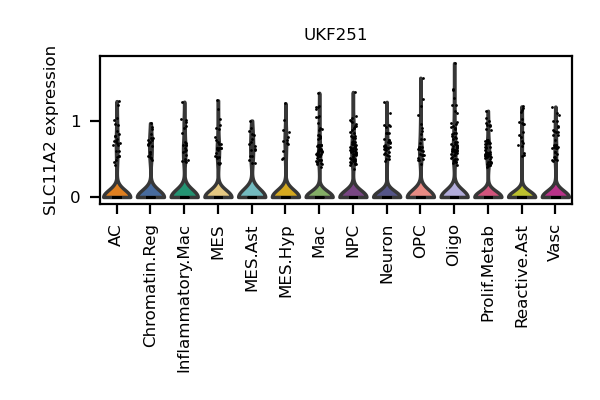 UKF251
SLC11A2 expression
1
0
AC
Chromatin.Reg
Inflammatory.Mac
MES
MES.Ast
MES.Hyp
Mac
NPC
Neuron
OPC
Oligo
Prolif.Metab
Reactive.Ast
Vasc